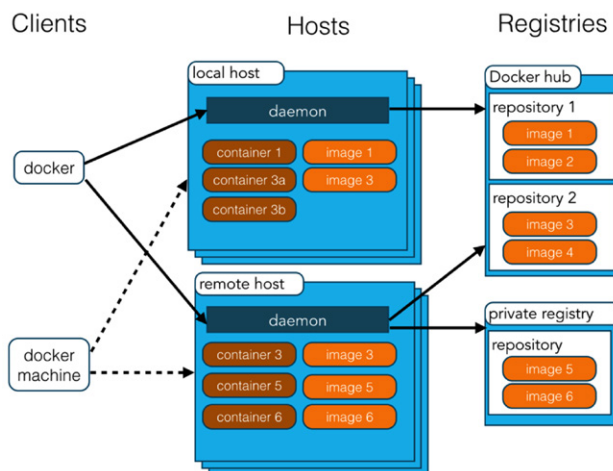 Clients
Hosts
Registries
local host
daemon
container 1
image 1
container 3a
image 3
container 3b
docker
docker
machine
remote host
daemon
container 3
image 3
container 5
image 5
container 6
image 6
Docker hub
repository 1
image 1
image 2
repository 2
image 3
image 4
private registry
repository
image 5
image 6